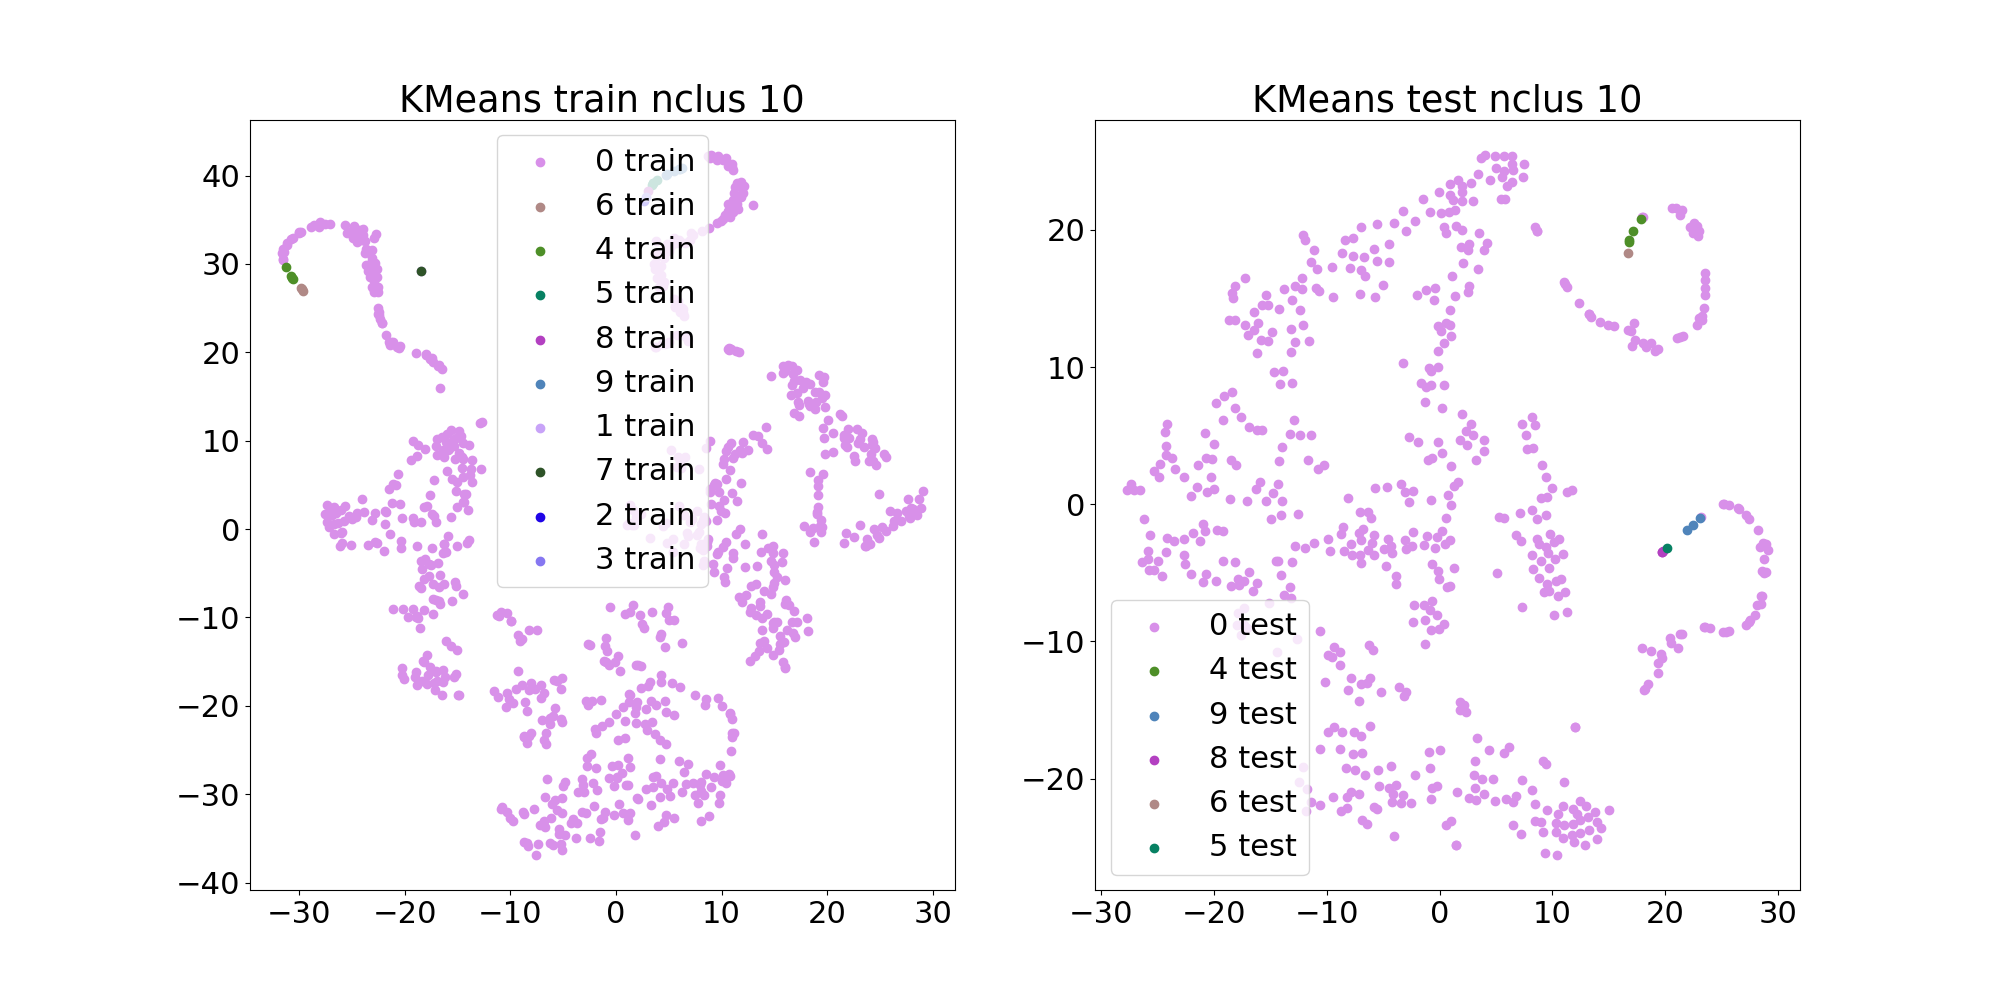 KMeans train nclus 10
40
30
20
10
0
−10
−20
−30
−40
−30
−20
−10
0
10
20
30
0 train
6 train
4 train
5 train
8 train
9 train
1 train
7 train
2 train
3 train
KMeans test nclus 10
20
10
0
−10
−20
−30
−20
−10
0
10
20
30
0 test
4 test
9 test
8 test
6 test
5 test